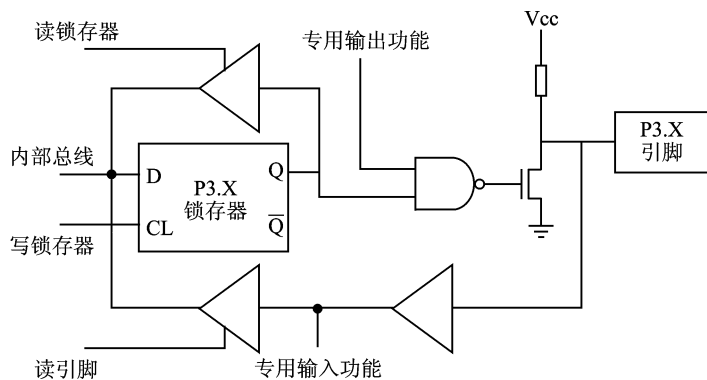 读锁存器
专用输出功能
Vcc
内部总线
D
Q
P3.X
锁存器
P3.X
引脚
写锁存器
CL
Q̅
读引脚
专用输入功能